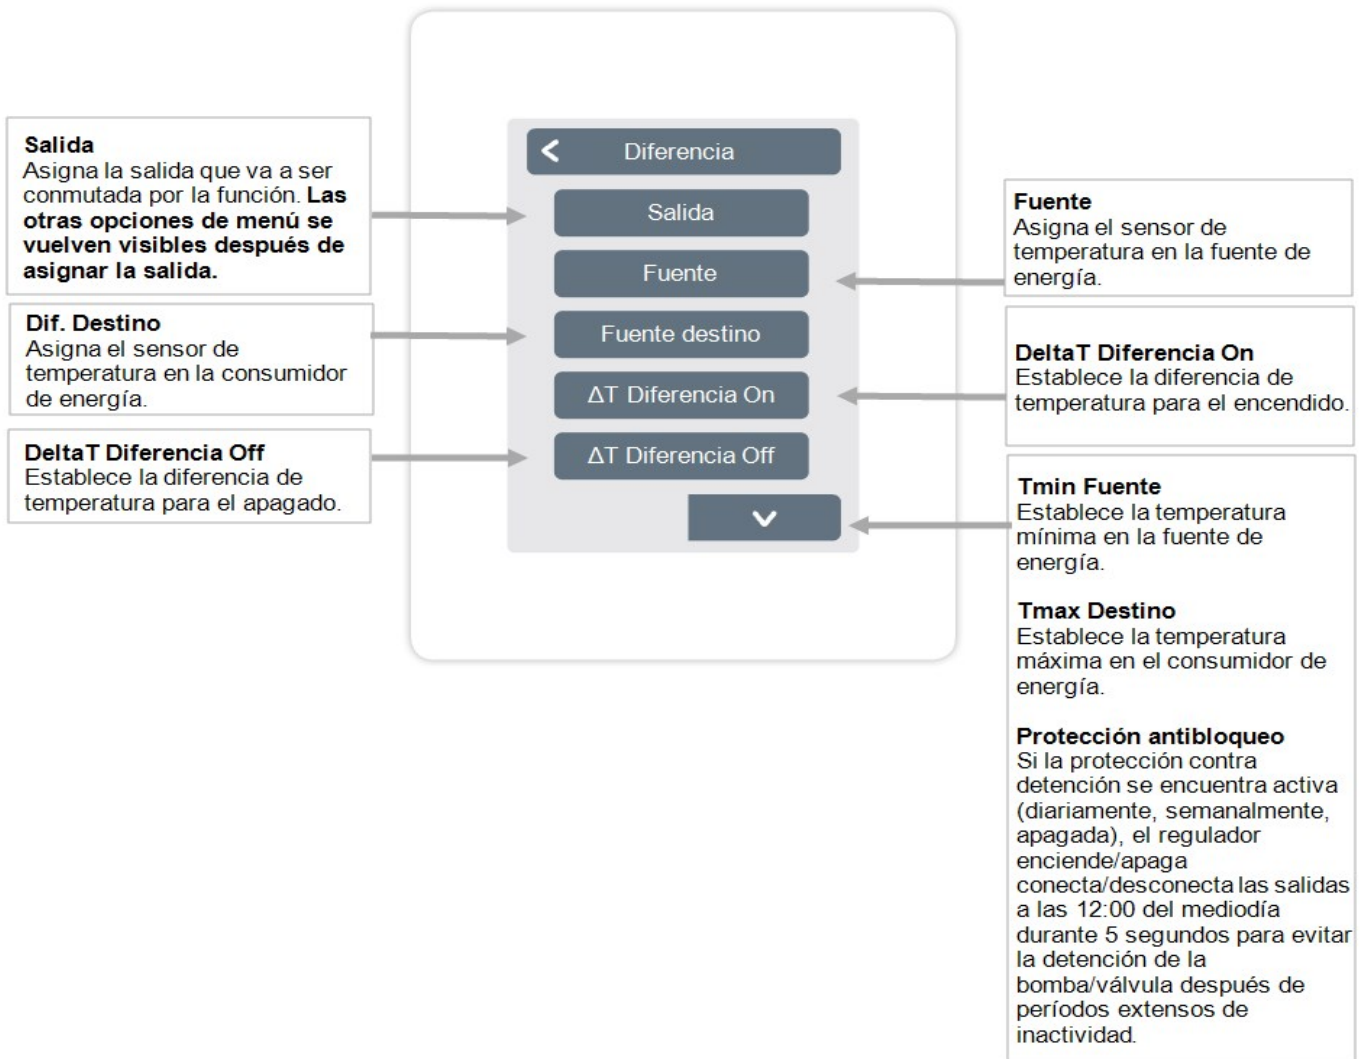 Salida
Asigna la salida que va a ser
conmutada por la función. Las
otras opciones de menú se
vuelven visibles después de
asignar la salida.
Dif. Destino
Asigna el sensor de
temperatura en la consumidor
de energía.
DeltaT Diferencia Off
Establece la diferencia de
temperatura para el apagado.
Diferencia
Salida
Fuente
Fuente destino
ΔT Diferencia On
ΔT Diferencia Off
Fuente
Asigna el sensor de
temperatura en la fuente de
energía.
DeltaT Diferencia On
Establece la diferencia de
temperatura para el encendido.
Tmin Fuente
Establece la temperatura
mínima en la fuente de
energía.
Tmax Destino
Establece la temperatura
máxima en el consumidor de
energía.
Protección antibloqueo
Si la protección contra
detención se encuentra activa
(diariamente, semanalmente,
apagada), el regulador
enciende/apaga
conecta/desconecta las salidas
a las 12:00 del mediodía
durante 5 segundos para evitar
la detención de la
bomba/válvula después de
períodos extensos de
inactividad.